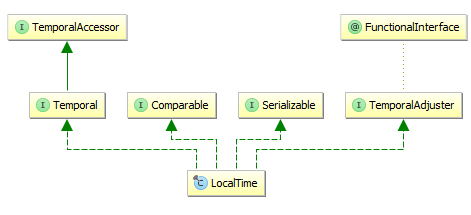 I TemporalAccessor
@ FunctionalInterface
I Temporal
I Comparable
I Serializable
I TemporalAdjuster
C LocalTime